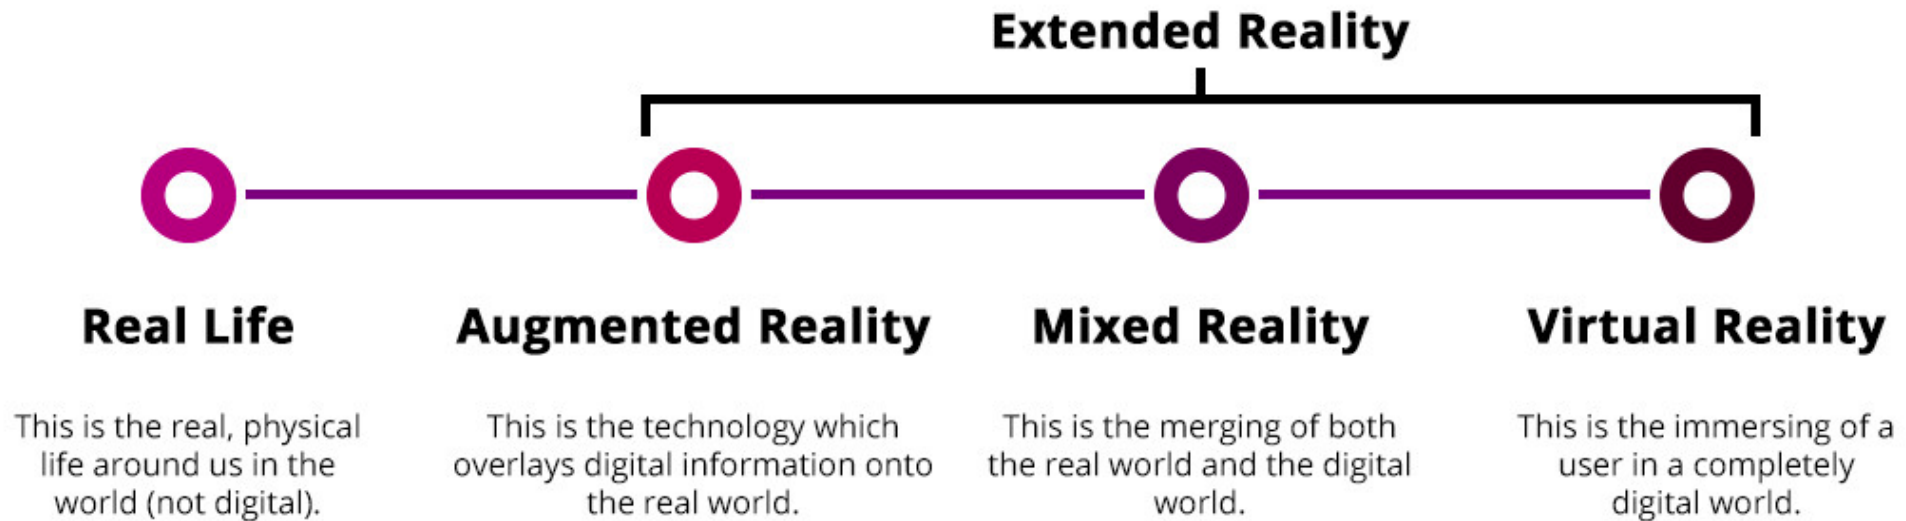 Extended Reality
Real Life
This is the real, physical
life around us in the
world (not digital).
Augmented Reality
This is the technology which
overlays digital information onto
the real world.
Mixed Reality
This is the merging of both
the real world and the digital
world.
Virtual Reality
This is the immersing of a
user in a completely
digital world.